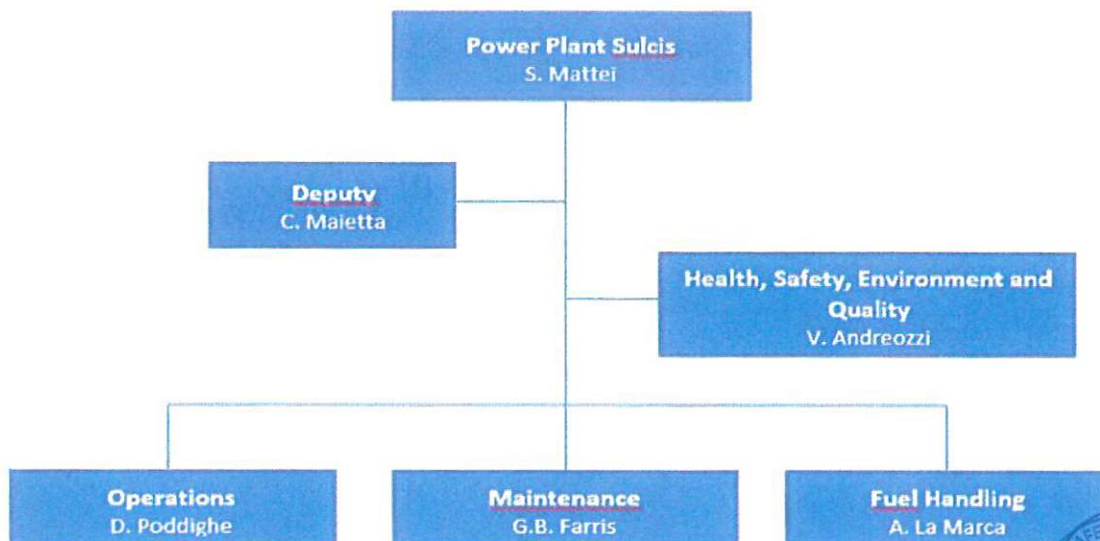 Power Plant Sulcis
S. Mattei
Deputy
C. Maietta
Health, Safety, Environment and
Quality
V. Andreozzi
Operations
D. Poddighe
Maintenance
G.B. Farris
Fuel Handling
A. La Marca